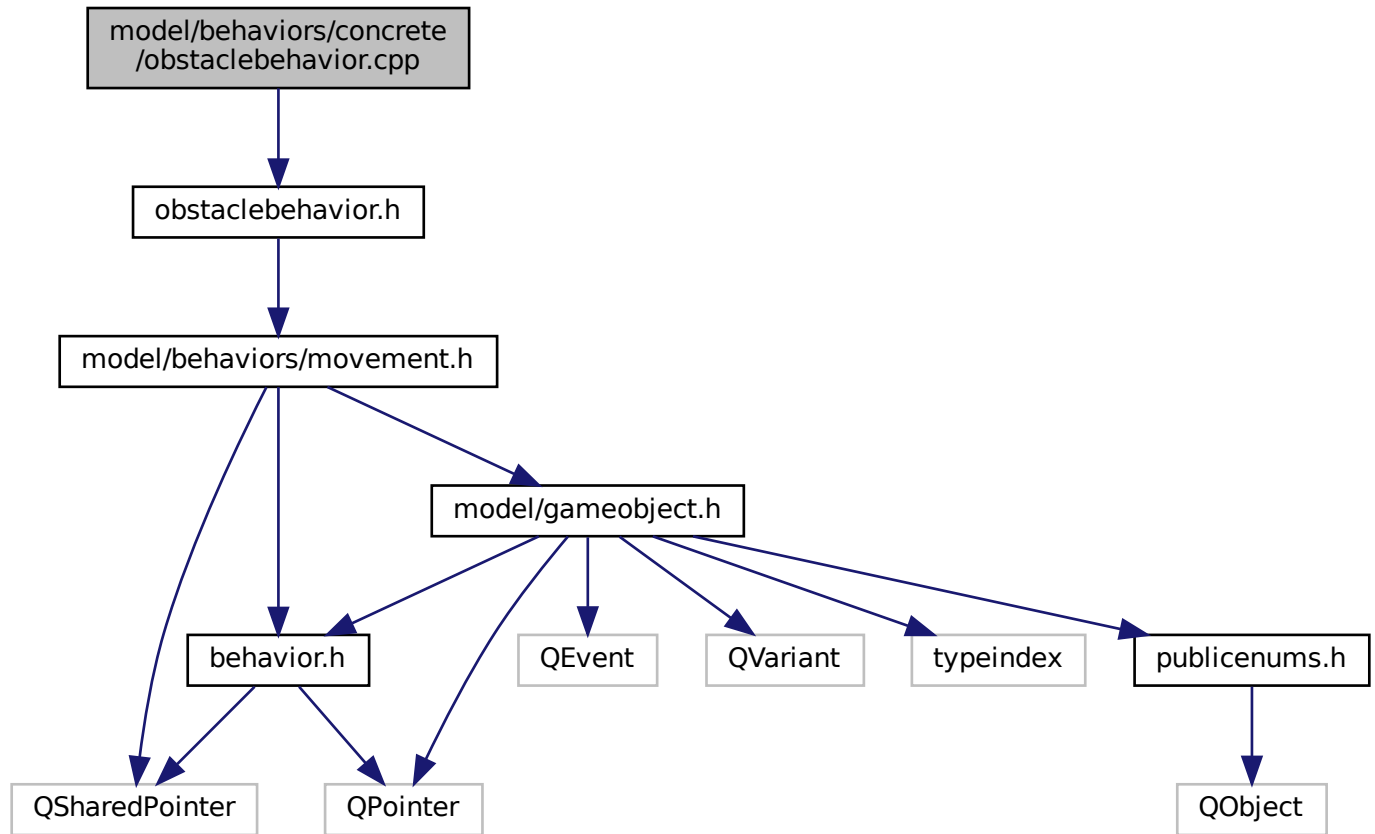 model/behaviors/concrete
/obstaclebehavior.cpp
obstaclebehavior.h
model/behaviors/movement.h
model/gameobject.h
behavior.h
QEvent
QVariant
typeindex
publicenums.h
QSharedPointer
QPointer
QObject